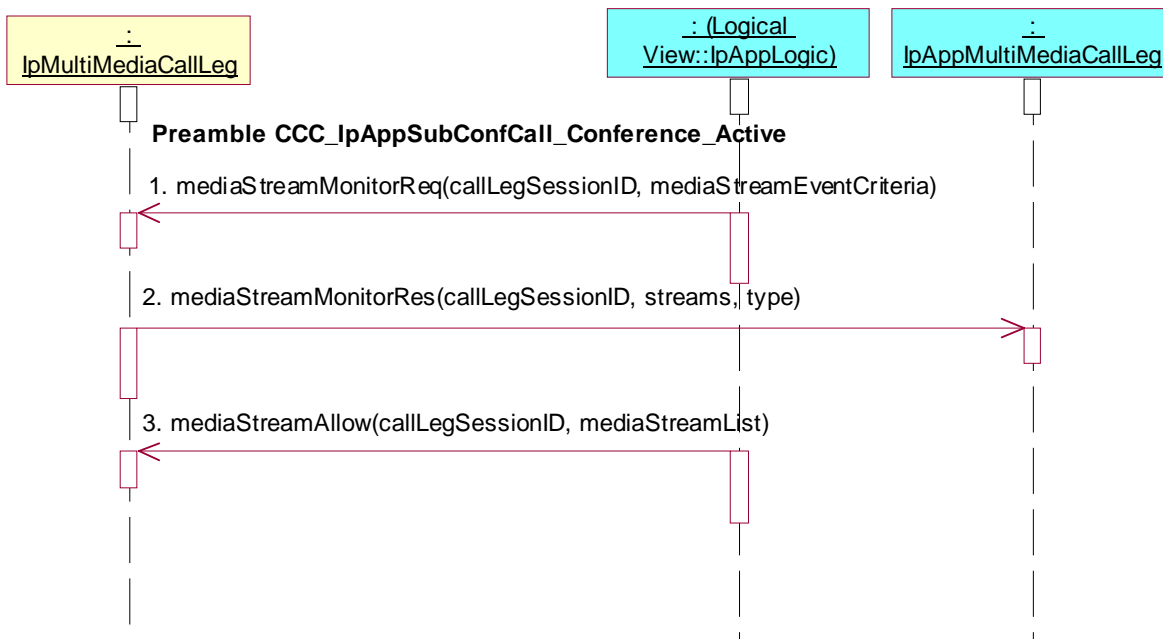 :
IpMultiMediaCallLeg
: (Logical
View::IpAppLogic)
:
IpAppMultiMediaCallLeg
Preamble CCC_IpAppSubConfCall_Conference_Active
1. mediaStreamMonitorReq(callLegSessionID, mediaStreamEventCriteria)
2. mediaStreamMonitorRes(callLegSessionID, streams, type)
3. mediaStreamAllow(callLegSessionID, mediaStreamList)